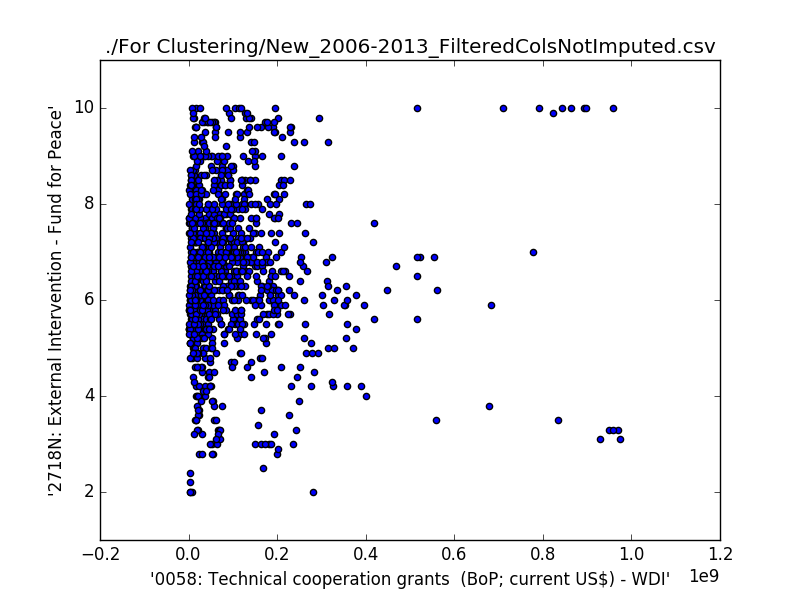 ./For Clustering/New_2006-2013_FilteredColsNotImputed.csv
'2718N: External Intervention - Fund for Peace'
10
8
6
4
2
−0.2 0.0 0.2 0.4 0.6 0.8 1.0 1.2
1e9
'0058: Technical cooperation grants  (BoP; current US$) - WDI'